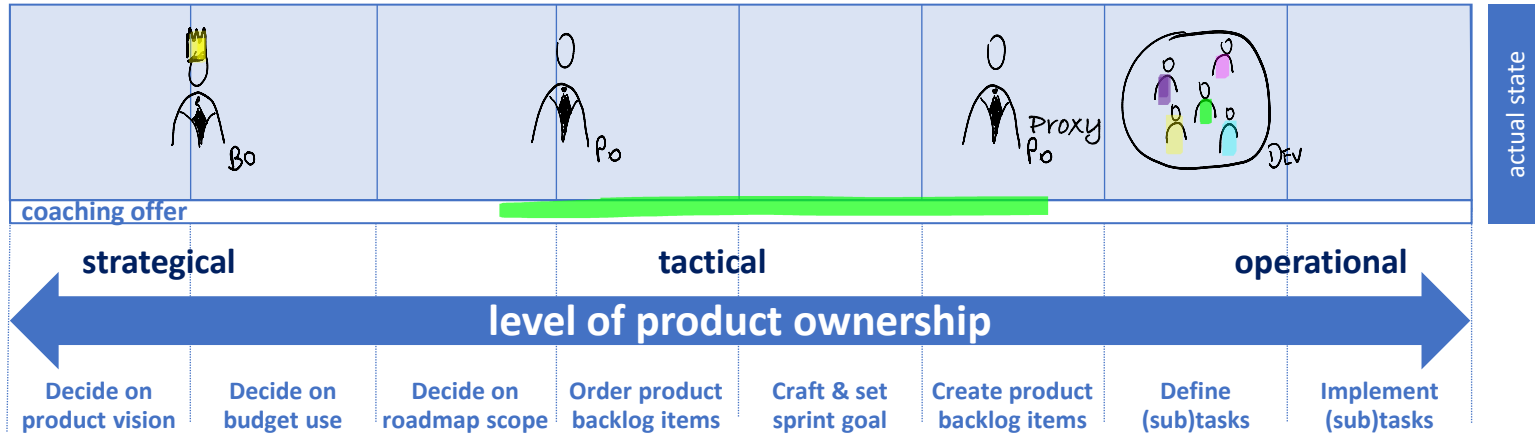 BO
PO
Proxy
PO
DEV
actual state
coaching offer
strategical
tactical
operational
level of product ownership
Decide on
product vision
Decide on
budget use
Decide on
roadmap scope
Order product
backlog items
Craft & set
sprint goal
Create product
backlog items
Define
(sub)tasks
Implement
(sub)tasks